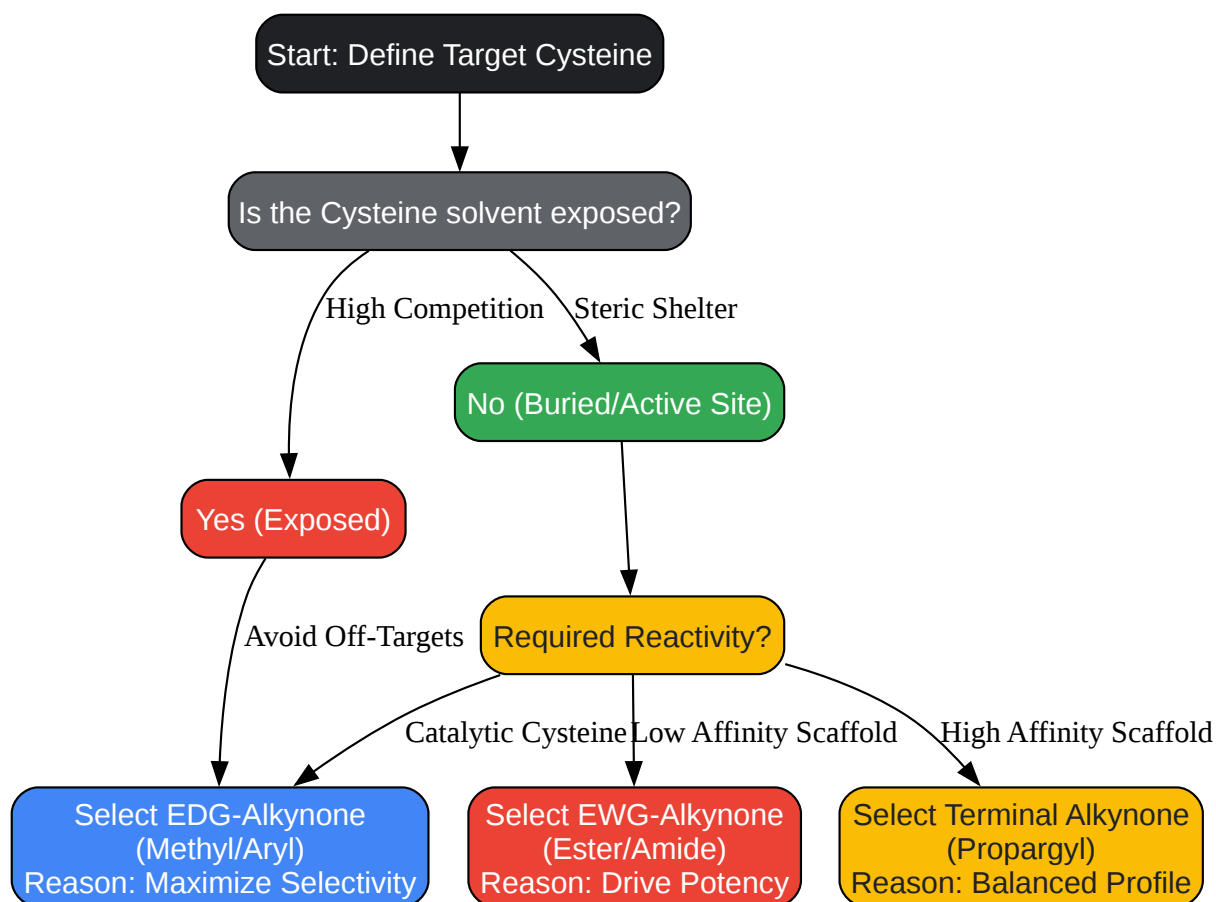 Start: Define Target Cysteine
Is the Cysteine solvent exposed?
High Competition
Steric Shelter
No (Buried/Active Site)
Yes (Exposed)
Avoid Off-Targets
Required Reactivity?
Catalytic Cysteine
Low Affinity Scaffold
High Affinity Scaffold
Select EDG-Alkynone
(Methyl/Aryl)
Reason: Maximize Selectivity
Select EWG-Alkynone
(Ester/Amide)
Reason: Drive Potency
Select Terminal Alkynone
(Propargyl)
Reason: Balanced Profile